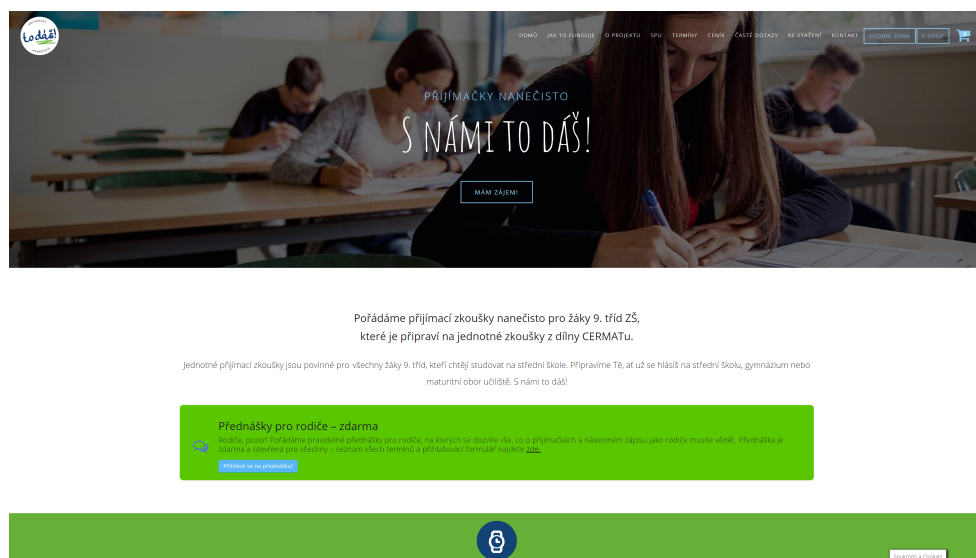 PŘIJÍMAČKY
to dáš!
NANEČISTO
DOMŮ JAK TO FUNGUJE O PROJEKTU SPU TERMÍNY CENÍK ČASTÉ DOTAZY KE STAŽENÍ KONTAKT OSOBNÍ ZÓNA E-SHOP
PŘIJÍMAČKY NANEČISTO
S NÁMI TO DÁŠ!
MÁM ZÁJEM!
Pořádáme přijímací zkoušky nanečisto pro žáky 9. tříd ZŠ,
které je připraví na jednotné zkoušky z dílny CERMATu.
Jednotné přijímací zkoušky jsou povinné pro všechny žáky 9. tříd, kteří chtějí studovat na střední škole. Připravíme Tě, ať už se hlásíš na střední školu, gymnázium nebo
maturitní obor učiliště. S námi to dáš!
Přednášky pro rodiče – zdarma
Rodiče, pozor! Pořádáme pravidelné přednášky pro rodiče, na kterých se dozvíte vše, co o přijímačkách a následném zápisu jako rodiče musíte vědět. Přednáška je
zdarma a otevřená pro všechny – seznam všech termínů a přihlašovací formulář najdete zde.
Přihlásit se na přednášku!
Soukromí a Cookies